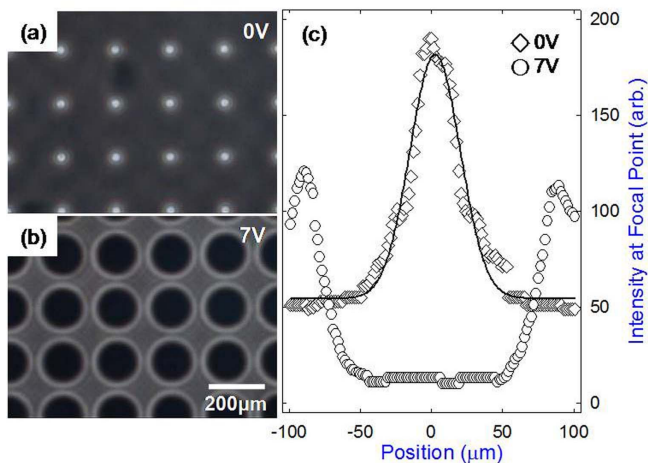 (a)
0V
(b)
7V
200μm
(c)
0V
7V
200
150
100
50
0
Intensity at Focal Point (arb.)
-100 -50 0 50 100
Position (μm)